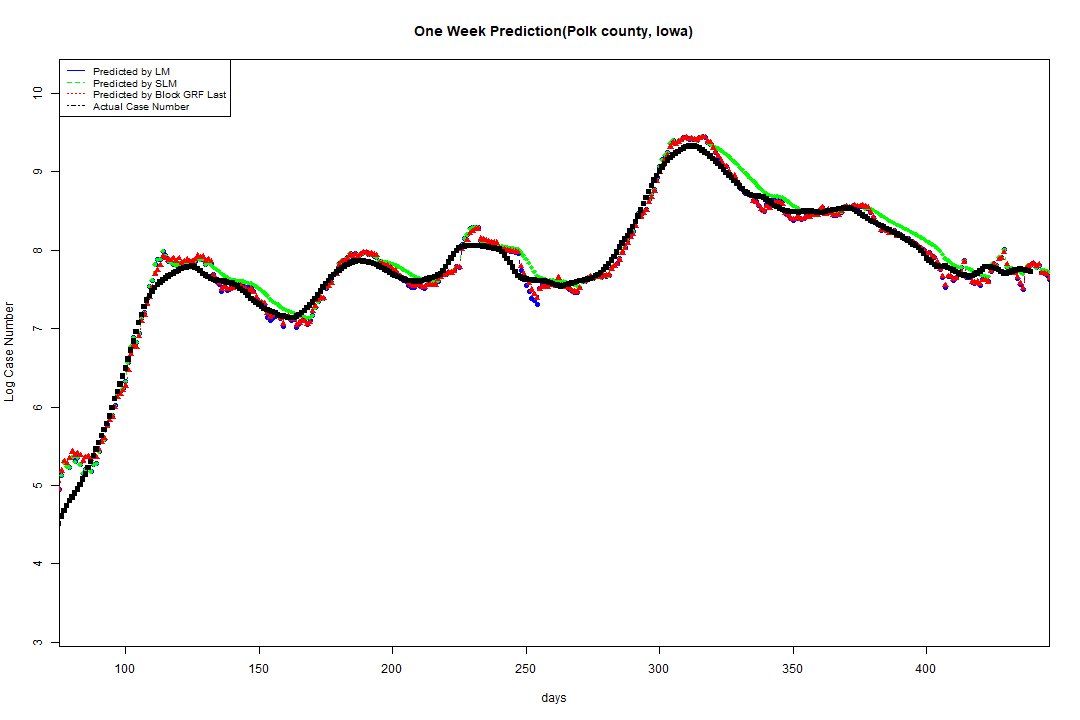 One Week Prediction(Polk county, Iowa)
Predicted by LM
Predicted by SLM
Predicted by Block GRF Last
Actual Case Number
10
9
8
7
6
5
4
3
Log Case Number
100 150 200 250 300 350 400
days